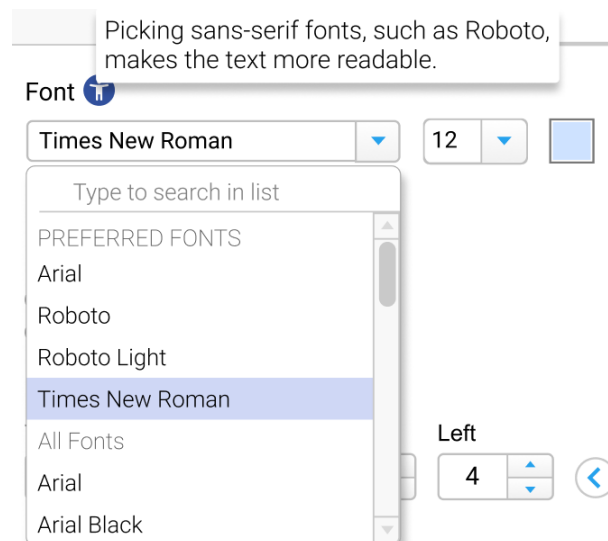 Picking sans-serif fonts, such as Roboto,
makes the text more readable.
Font
Times New Roman
12
Type to search in list
PREFERRED FONTS
Arial
Roboto
Roboto Light
Times New Roman
All Fonts
Left
Arial
4
Arial Black